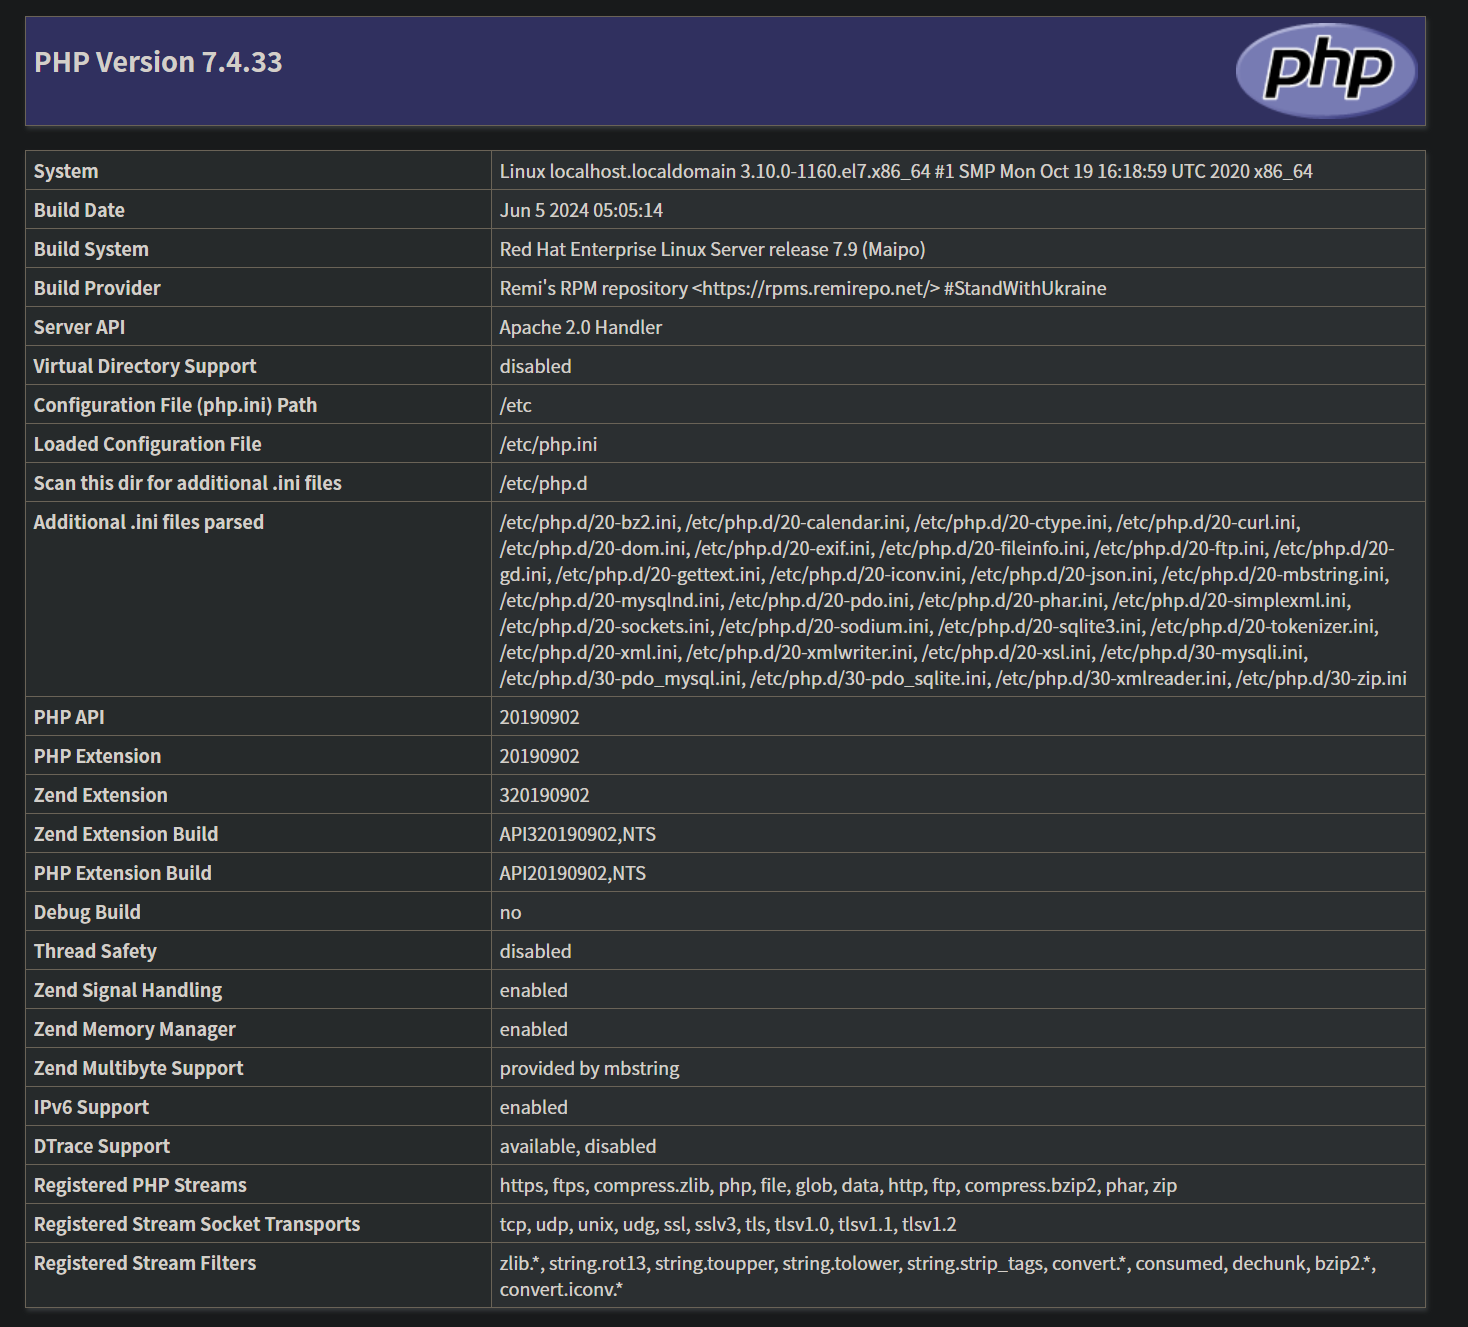 PHP Version 7.4.33
php
System Linux localhost.localdomain 3.10.0-1160.el7.x86_64 #1 SMP Mon Oct 19 16:18:59 UTC 2020 x86_64
Build Date Jun 5 2024 05:05:14
Build System Red Hat Enterprise Linux Server release 7.9 (Maipo)
Build Provider Remi's RPM repository <https://rpms.remirepo.net/> #StandWithUkraine
Server API Apache 2.0 Handler
Virtual Directory Support disabled
Configuration File (php.ini) Path /etc
Loaded Configuration File /etc/php.ini
Scan this dir for additional .ini files /etc/php.d
Additional .ini files parsed /etc/php.d/20-bz2.ini, /etc/php.d/20-calendar.ini, /etc/php.d/20-ctype.ini, /etc/php.d/20-curl.ini,
/etc/php.d/20-dom.ini, /etc/php.d/20-exif.ini, /etc/php.d/20-fileinfo.ini, /etc/php.d/20-ftp.ini, /etc/php.d/20-
gd.ini, /etc/php.d/20-gettext.ini, /etc/php.d/20-iconv.ini, /etc/php.d/20-json.ini, /etc/php.d/20-mbstring.ini,
/etc/php.d/20-mysqlnd.ini, /etc/php.d/20-pdo.ini, /etc/php.d/20-phar.ini, /etc/php.d/20-simplexml.ini,
/etc/php.d/20-sockets.ini, /etc/php.d/20-sodium.ini, /etc/php.d/20-sqlite3.ini, /etc/php.d/20-tokenizer.ini,
/etc/php.d/20-xml.ini, /etc/php.d/20-xmlwriter.ini, /etc/php.d/20-xsl.ini, /etc/php.d/30-mysqli.ini,
/etc/php.d/30-pdo_mysql.ini, /etc/php.d/30-pdo_sqlite.ini, /etc/php.d/30-xmlreader.ini, /etc/php.d/30-zip.ini
PHP API 20190902
PHP Extension 20190902
Zend Extension 320190902
Zend Extension Build API320190902,NTS
PHP Extension Build API20190902,NTS
Debug Build no
Thread Safety disabled
Zend Signal Handling enabled
Zend Memory Manager enabled
Zend Multibyte Support provided by mbstring
IPv6 Support enabled
DTrace Support available, disabled
Registered PHP Streams https, ftps, compress.zlib, php, file, glob, data, http, ftp, compress.bzip2, phar, zip
Registered Stream Socket Transports tcp, udp, unix, udg, ssl, sslv3, tls, tlsv1.0, tlsv1.1, tlsv1.2
Registered Stream Filters zlib.*, string.rot13, string.toupper, string.tolower, string.strip_tags, convert.*, consumed, dechunk, bzip2.*,
convert.iconv.*